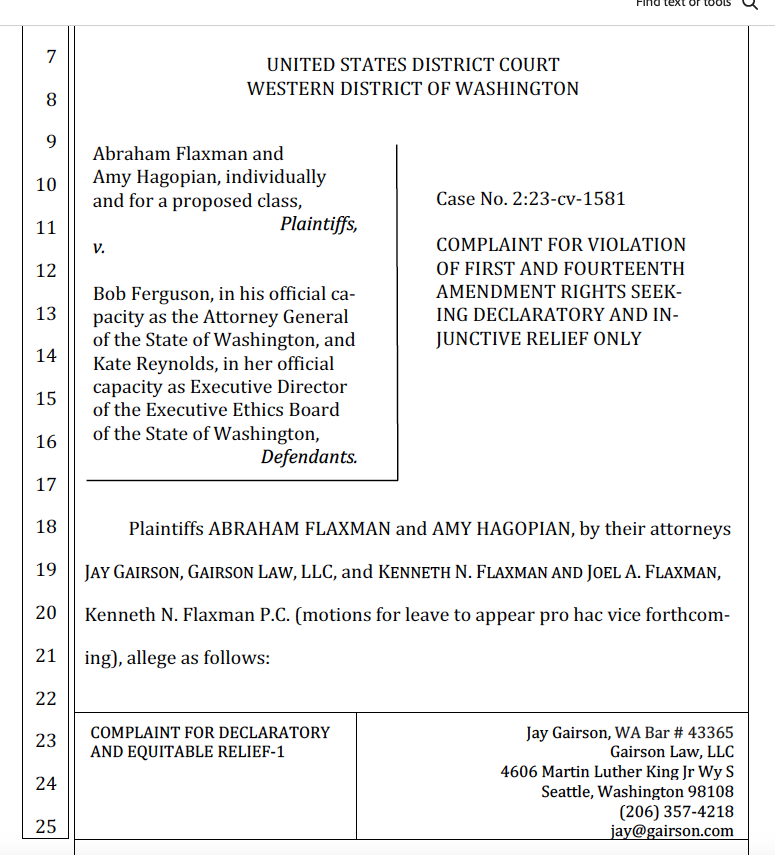 Find text or tools
7
UNITED STATES DISTRICT COURT
8
WESTERN DISTRICT OF WASHINGTON
9
Abraham Flaxman and
10
Amy Hagopian, individually
and for a proposed class,
11
Plaintiffs,
v.
12
Bob Ferguson, in his official ca-
13
pacity as the Attorney General
of the State of Washington, and
14
Kate Reynolds, in her official
capacity as Executive Director
15
of the Executive Ethics Board
16
of the State of Washington,
Defendants.
17
Case No. 2:23-cv-1581
COMPLAINT FOR VIOLATION
OF FIRST AND FOURTEENTH
AMENDMENT RIGHTS SEEK-
ING DECLARATORY AND IN-
JUNCTIVE RELIEF ONLY
18 Plaintiffs ABRAHAM FLAXMAN and AMY HAGOPIAN, by their attorneys
19 JAY GAIRSON, GAIRSON LAW, LLC, and KENNETH N. FLAXMAN AND JOEL A. FLAXMAN,
20 Kenneth N. Flaxman P.C. (motions for leave to appear pro hac vice forthcom-
21 ing), allege as follows:
22
23
COMPLAINT FOR DECLARATORY
AND EQUITABLE RELIEF-1
24
25
Jay Gairson, WA Bar # 43365
Gairson Law, LLC
4606 Martin Luther King Jr Wy S
Seattle, Washington 98108
(206) 357-4218
jay@gairson.com